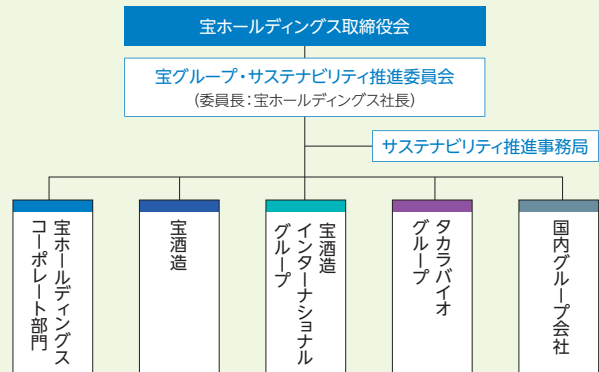 宝ホールディングス取締役会
宝グループ・サステナビリティ推進委員会
(委員長:宝ホールディングス社長)
サステナビリティ推進事務局
宝ホールディングス
コーポレート部門
宝酒造
宝酒造
インターナショナル
グループ
タカラバイオ
グループ
国内グループ会社